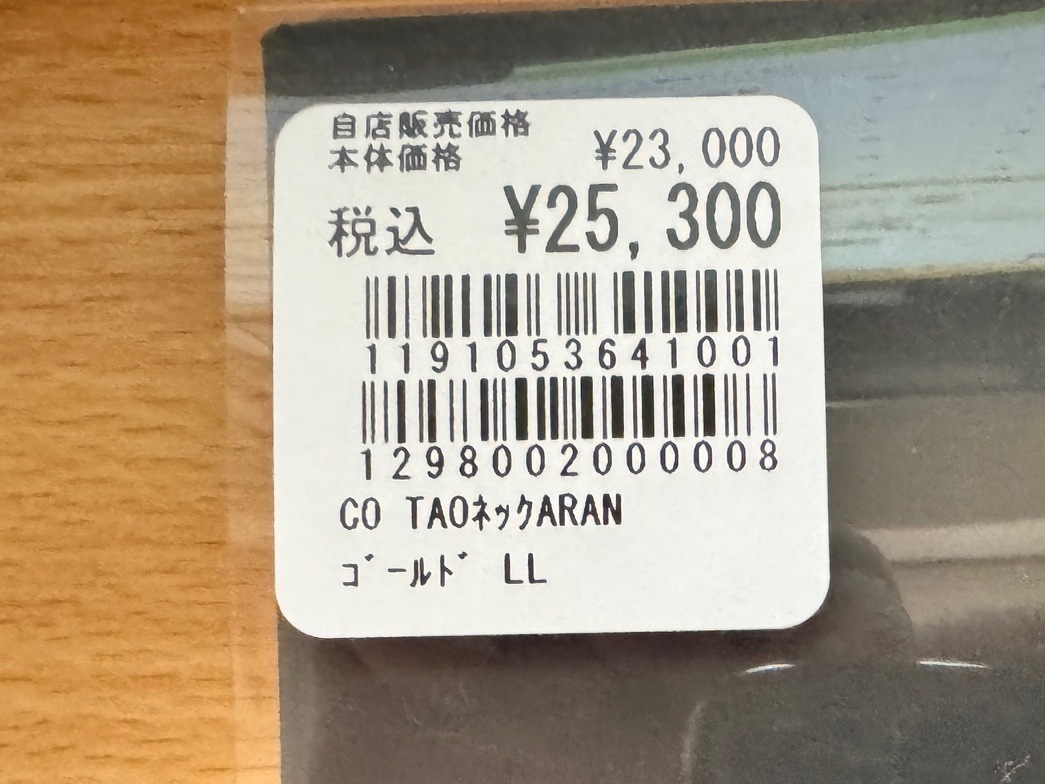 自店販売価格
本体価格 ¥23,000
税込 ¥25,300
1191053641001
1298002000008
CO TAOネックARAN
ゴールド LL